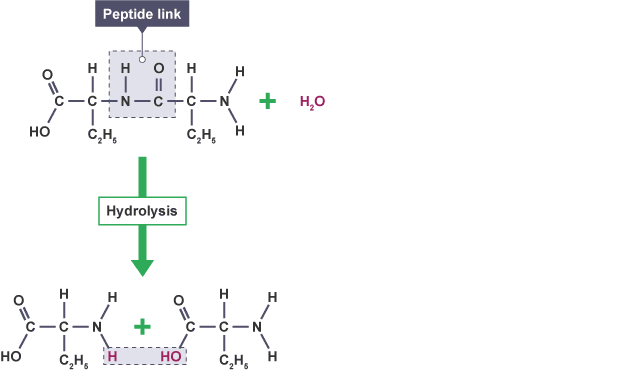 Peptide link
H H O H H
O C C N C C N + H₂O
HO C₂H₅ C₂H₅ H
Hydrolysis
O H H O H H
C C N + C C N
HO C₂H₅ H HO C₂H₅ H